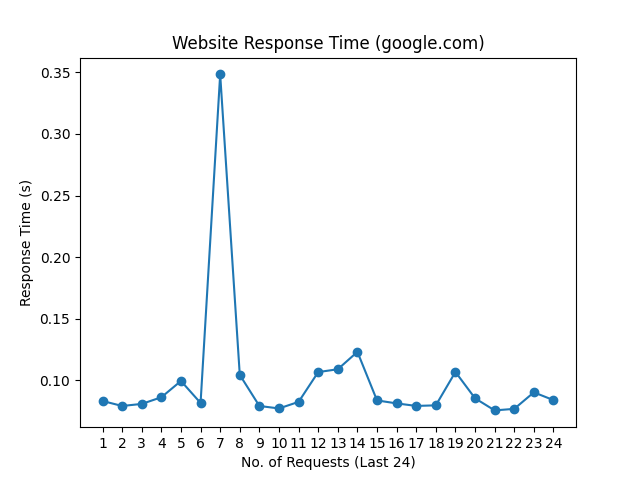 Website Response Time (google.com)
0.35
0.30
0.25
0.20
0.15
0.10
Response Time (s)
1 2 3 4 5 6 7 8 9 10 11 12 13 14 15 16 17 18 19 20 21 22 23 24
No. of Requests (Last 24)